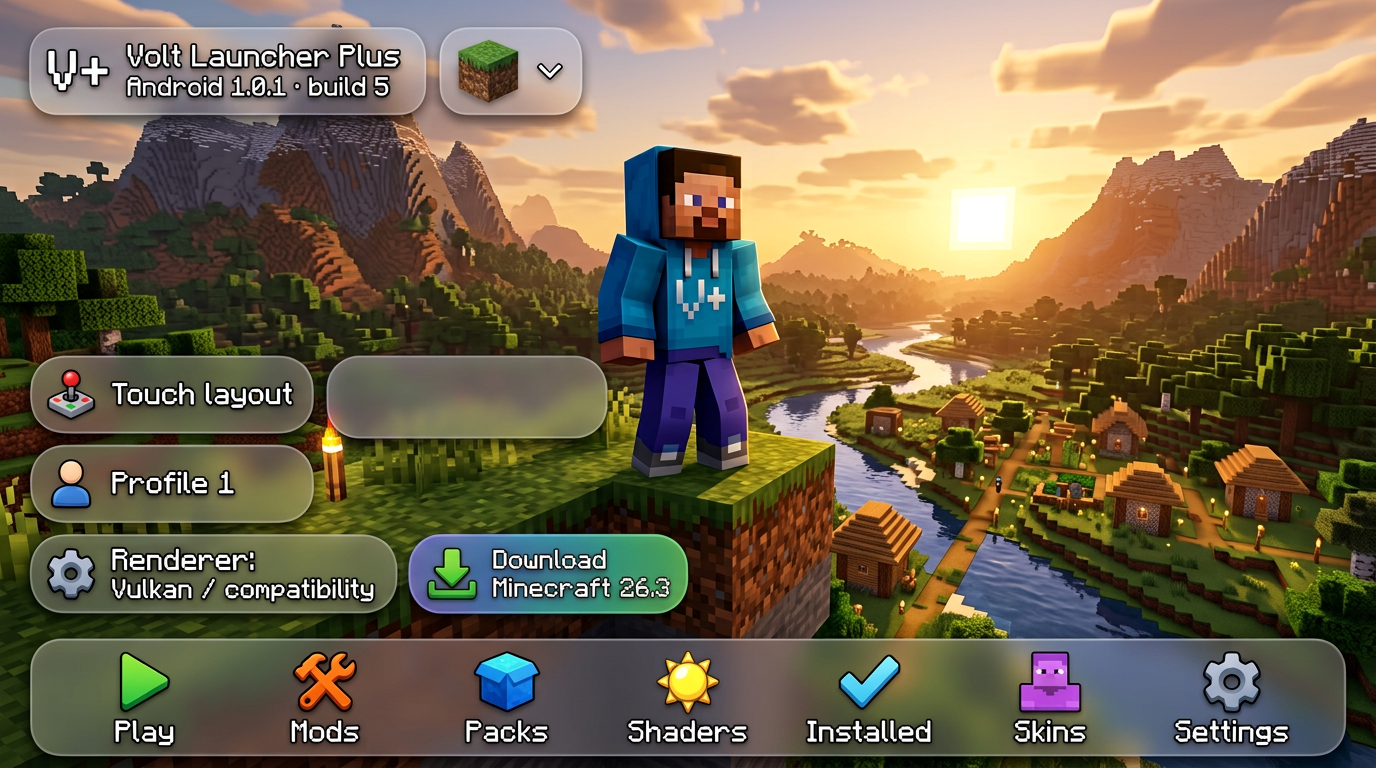 V+
Volt Launcher Plus
Android 1.0.1 · build 5
V+
Touch layout
Profile 1
Renderer:
Vulkan / compatibility
Download
Minecraft 26.3
Play
Mods
Packs
Shaders
Installed
Skins
Settings